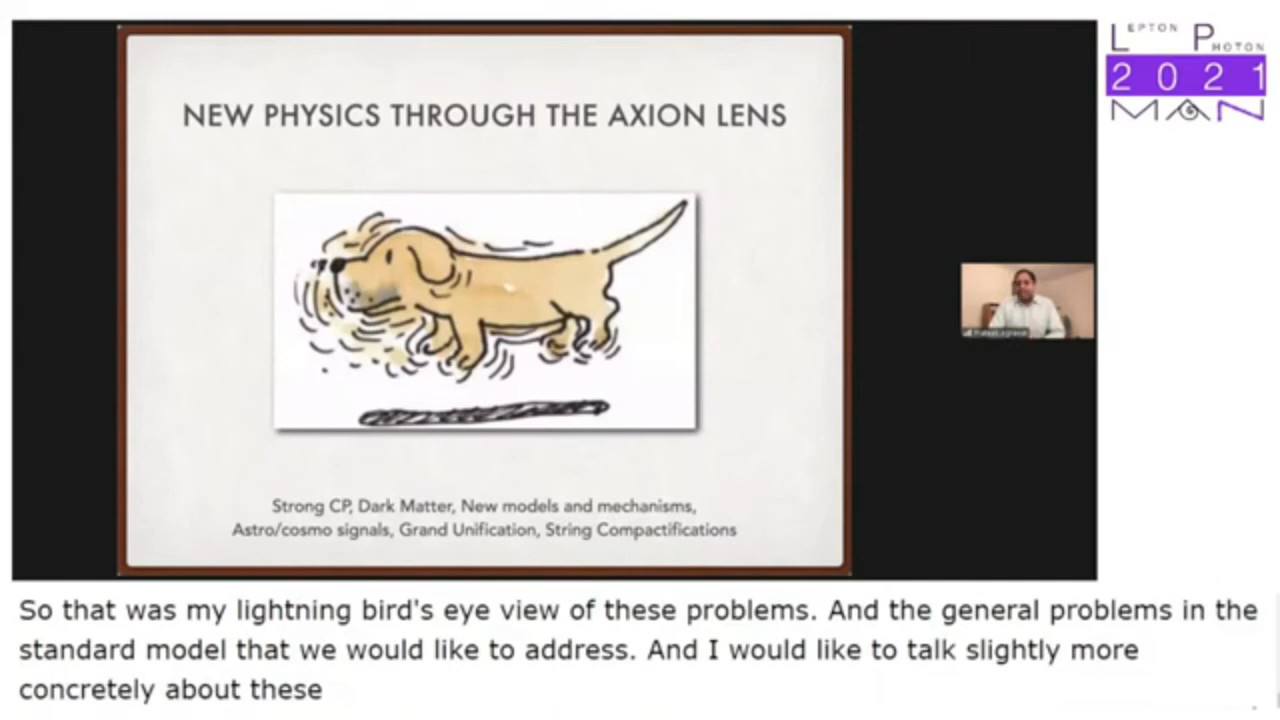 LEPTON PHOTON
2021
MAN
NEW PHYSICS THROUGH THE AXION LENS
Strong CP, Dark Matter, New models and mechanisms,
Astro/cosmo signals, Grand Unification, String Compactifications
So that was my lightning bird's eye view of these problems. And the general problems in the
standard model that we would like to address. And I would like to talk slightly more
concretely about these